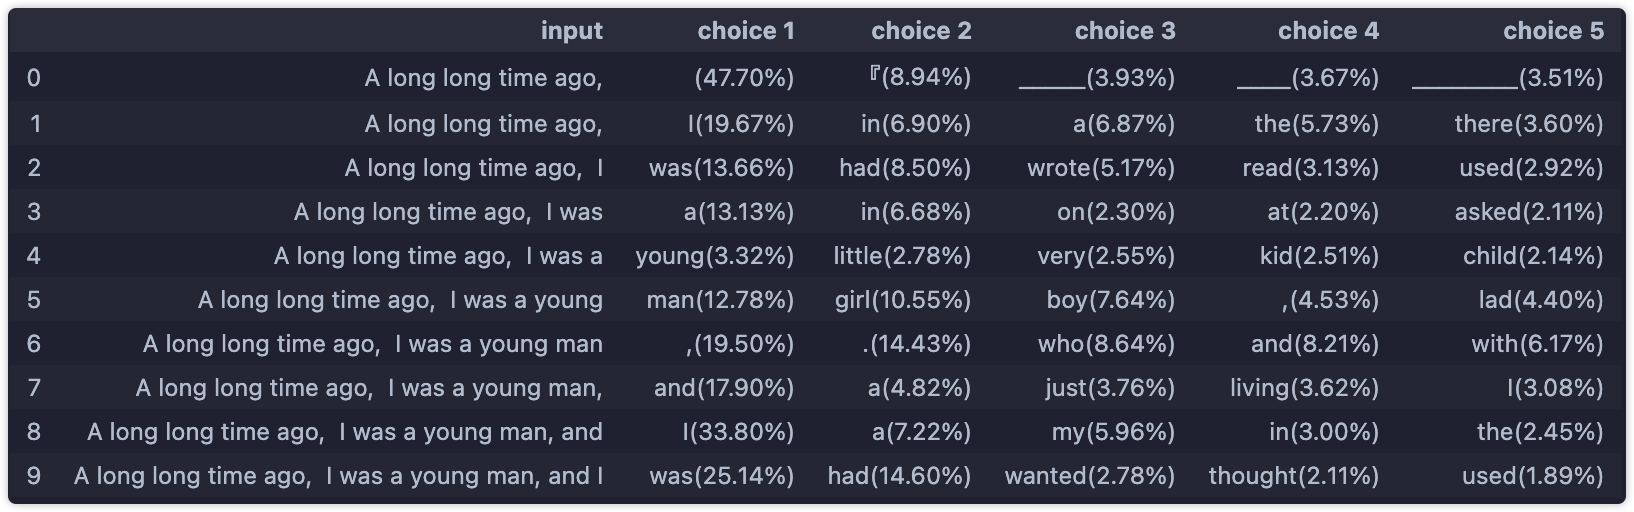 input choice 1 choice 2 choice 3 choice 4 choice 5
0 A long long time ago, (47.70%) 『(8.94%) _____(3.93%) ____(3.67%) ________(3.51%)
1 A long long time ago, I(19.67%) in(6.90%) a(6.87%) the(5.73%) there(3.60%)
2 A long long time ago,  I was(13.66%) had(8.50%) wrote(5.17%) read(3.13%) used(2.92%)
3 A long long time ago,  I was a(13.13%) in(6.68%) on(2.30%) at(2.20%) asked(2.11%)
4 A long long time ago,  I was a young(3.32%) little(2.78%) very(2.55%) kid(2.51%) child(2.14%)
5 A long long time ago,  I was a young man(12.78%) girl(10.55%) boy(7.64%) ,(4.53%) lad(4.40%)
6 A long long time ago,  I was a young man ,(19.50%) .(14.43%) who(8.64%) and(8.21%) with(6.17%)
7 A long long time ago,  I was a young man, and(17.90%) a(4.82%) just(3.76%) living(3.62%) I(3.08%)
8 A long long time ago,  I was a young man, and I(33.80%) a(7.22%) my(5.96%) in(3.00%) the(2.45%)
9 A long long time ago,  I was a young man, and I was(25.14%) had(14.60%) wanted(2.78%) thought(2.11%) used(1.89%)